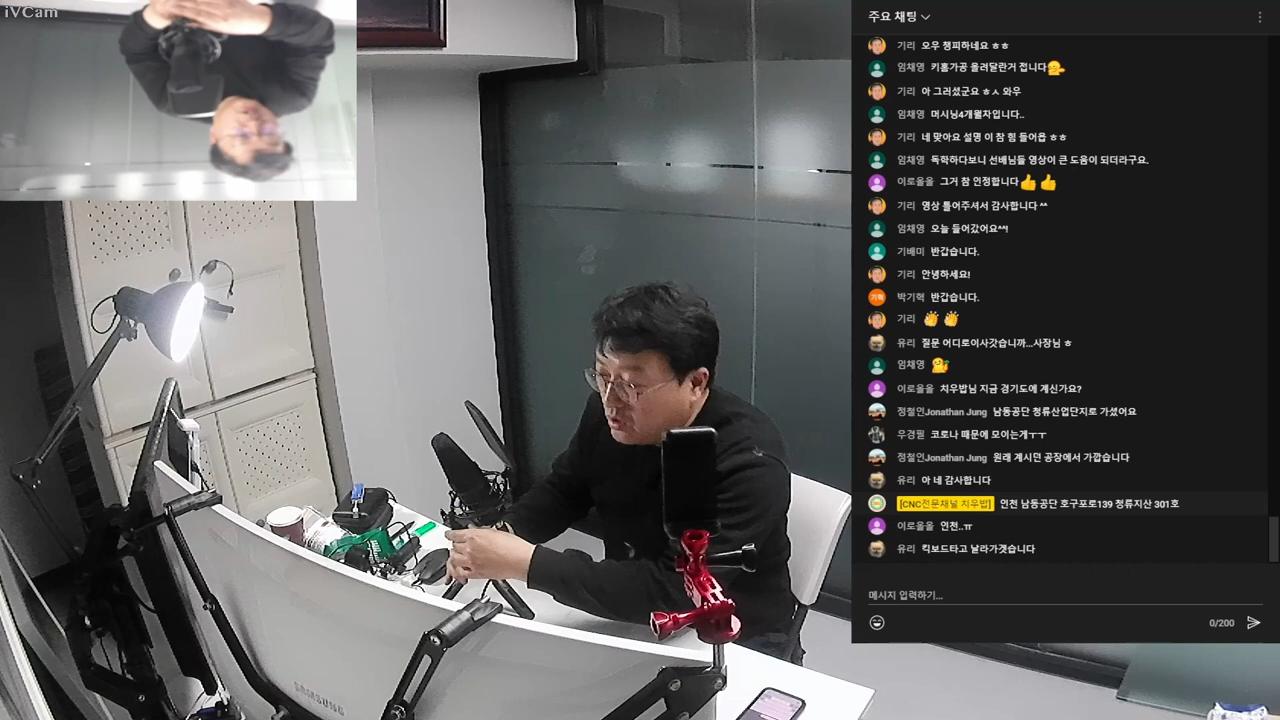 iVCam
주요 채팅
기리 오우 챙피하네요 ㅎㅎ
임채영 키홈가공 올려달란거 접니다
기리 아 그러셨군요 ㅎㅅ 와우
임채영 머시닝4개월차입니다..
기리 네 맞아요 설명 이 참 힘 들어욥 ㅎㅎ
임채영 독학하다보니 선배님들 영상이 큰 도움이 되더라구요.
이로울울 그거 참 인정합니다👍👍
기리 영상 틀어주셔서 감사합니다 ^^
임채영 오늘 들어갔어요^^!
기배미 반갑습니다.
기리 안녕하세요!
기혁 박기혁 반갑습니다.
기리 👏👏
유리 질문 어디로이사갓습니까...사장님 ㅎ
임채영
이로울울 치우밥님 지금 경기도에 계신가요?
정철인Jonathan Jung 남동공단 청류산업단지로 가셨어요
우경필 코로나 때문에 모이는게ㅜㅜ
정철인Jonathan Jung 원래 계시던 공장에서 가깝습니다
유리 아 네 감사합니다
[CNC전문채널 치우밥] 인천 남동공단 호구포로139 청류지산 301호
이로울울 인천..ㅠ
유리 킥보드타고 날라가겟습니다
메시지 입력하기...
0/200
SAMSUNG